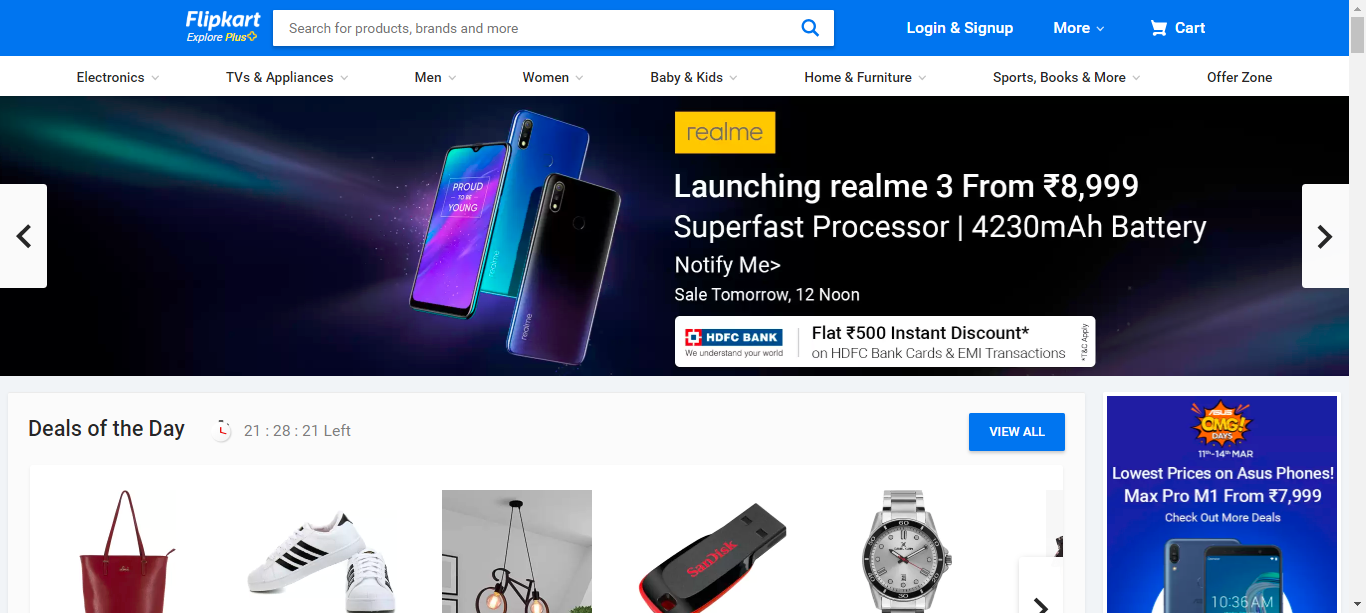 Flipkart
Explore Plus
Search for products, brands and more
Login & Signup
More
Cart
Electronics
TVs & Appliances
Men
Women
Baby & Kids
Home & Furniture
Sports, Books & More
Offer Zone
PROUD
TO BE
YOUNG
realme
realme
realme
Launching realme 3 From ₹8,999
Superfast Processor | 4230mAh Battery
Notify Me>
Sale Tomorrow, 12 Noon
HDFC BANK
We understand your world
Flat ₹500 Instant Discount*
on HDFC Bank Cards & EMI Transactions
*T&C Apply
Deals of the Day
21 : 28 : 21 Left
VIEW ALL
SanDisk
ASUS
OMG!
DAYS
11th-14th MAR
Lowest Prices on Asus Phones!
Max Pro M1 From ₹7,999
Check Out More Deals
10:36 AM